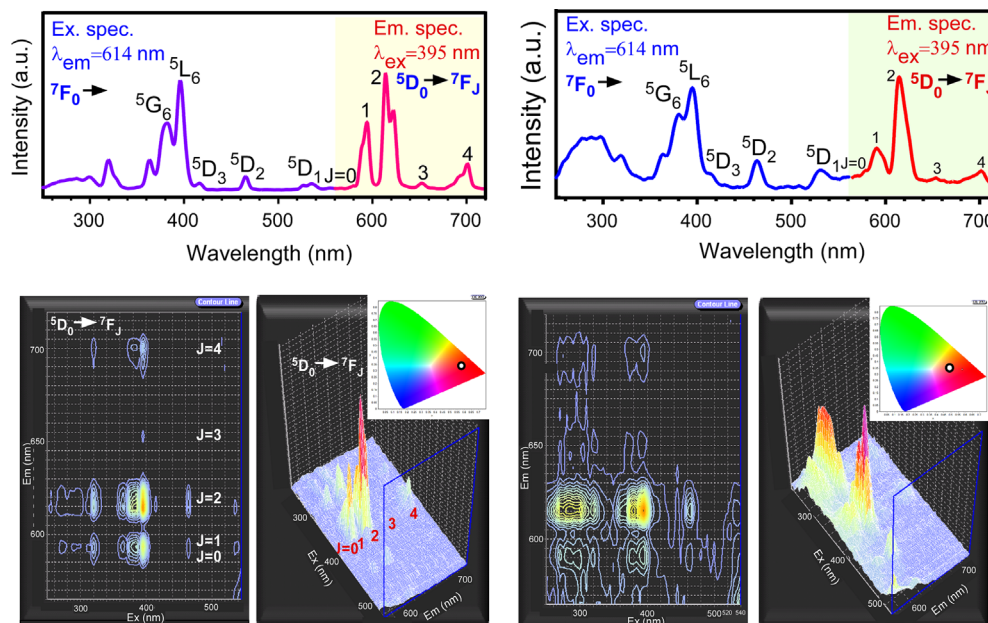 Ex. spec.
λem=614 nm
⁷F₀
⁵G₆
⁵L₆
⁵D₃
⁵D₂
⁵D₁
J=0
1
2
3
4
Em. spec.
λex=395 nm
⁵D₀ → ⁷FJ
Intensity (a.u.)
300 400 500 600 700
Wavelength (nm)
Ex. spec.
λem=614 nm
⁷F₀
⁵G₆
⁵L₆
⁵D₃
⁵D₂
⁵D₁
J=0
1
2
3
4
Em. spec.
λex=395 nm
⁵D₀ → ⁷FJ
Intensity (a.u.)
300 400 500 600 700
Wavelength (nm)
Contour Line
⁵D₀ → ⁷FJ
J=4
J=3
J=2
J=1
J=0
700
650
600
Em (nm)
300 400 500
Ex (nm)
⁵D₀ → ⁷FJ
J=0
1
2
3
4
300
400
500
Ex (nm)
600
700
Em (nm)
Contour Line
700
650
600
Em (nm)
300 400 500 520 540
Ex (nm)
300
400
500
Ex (nm)
600
700
Em (nm)